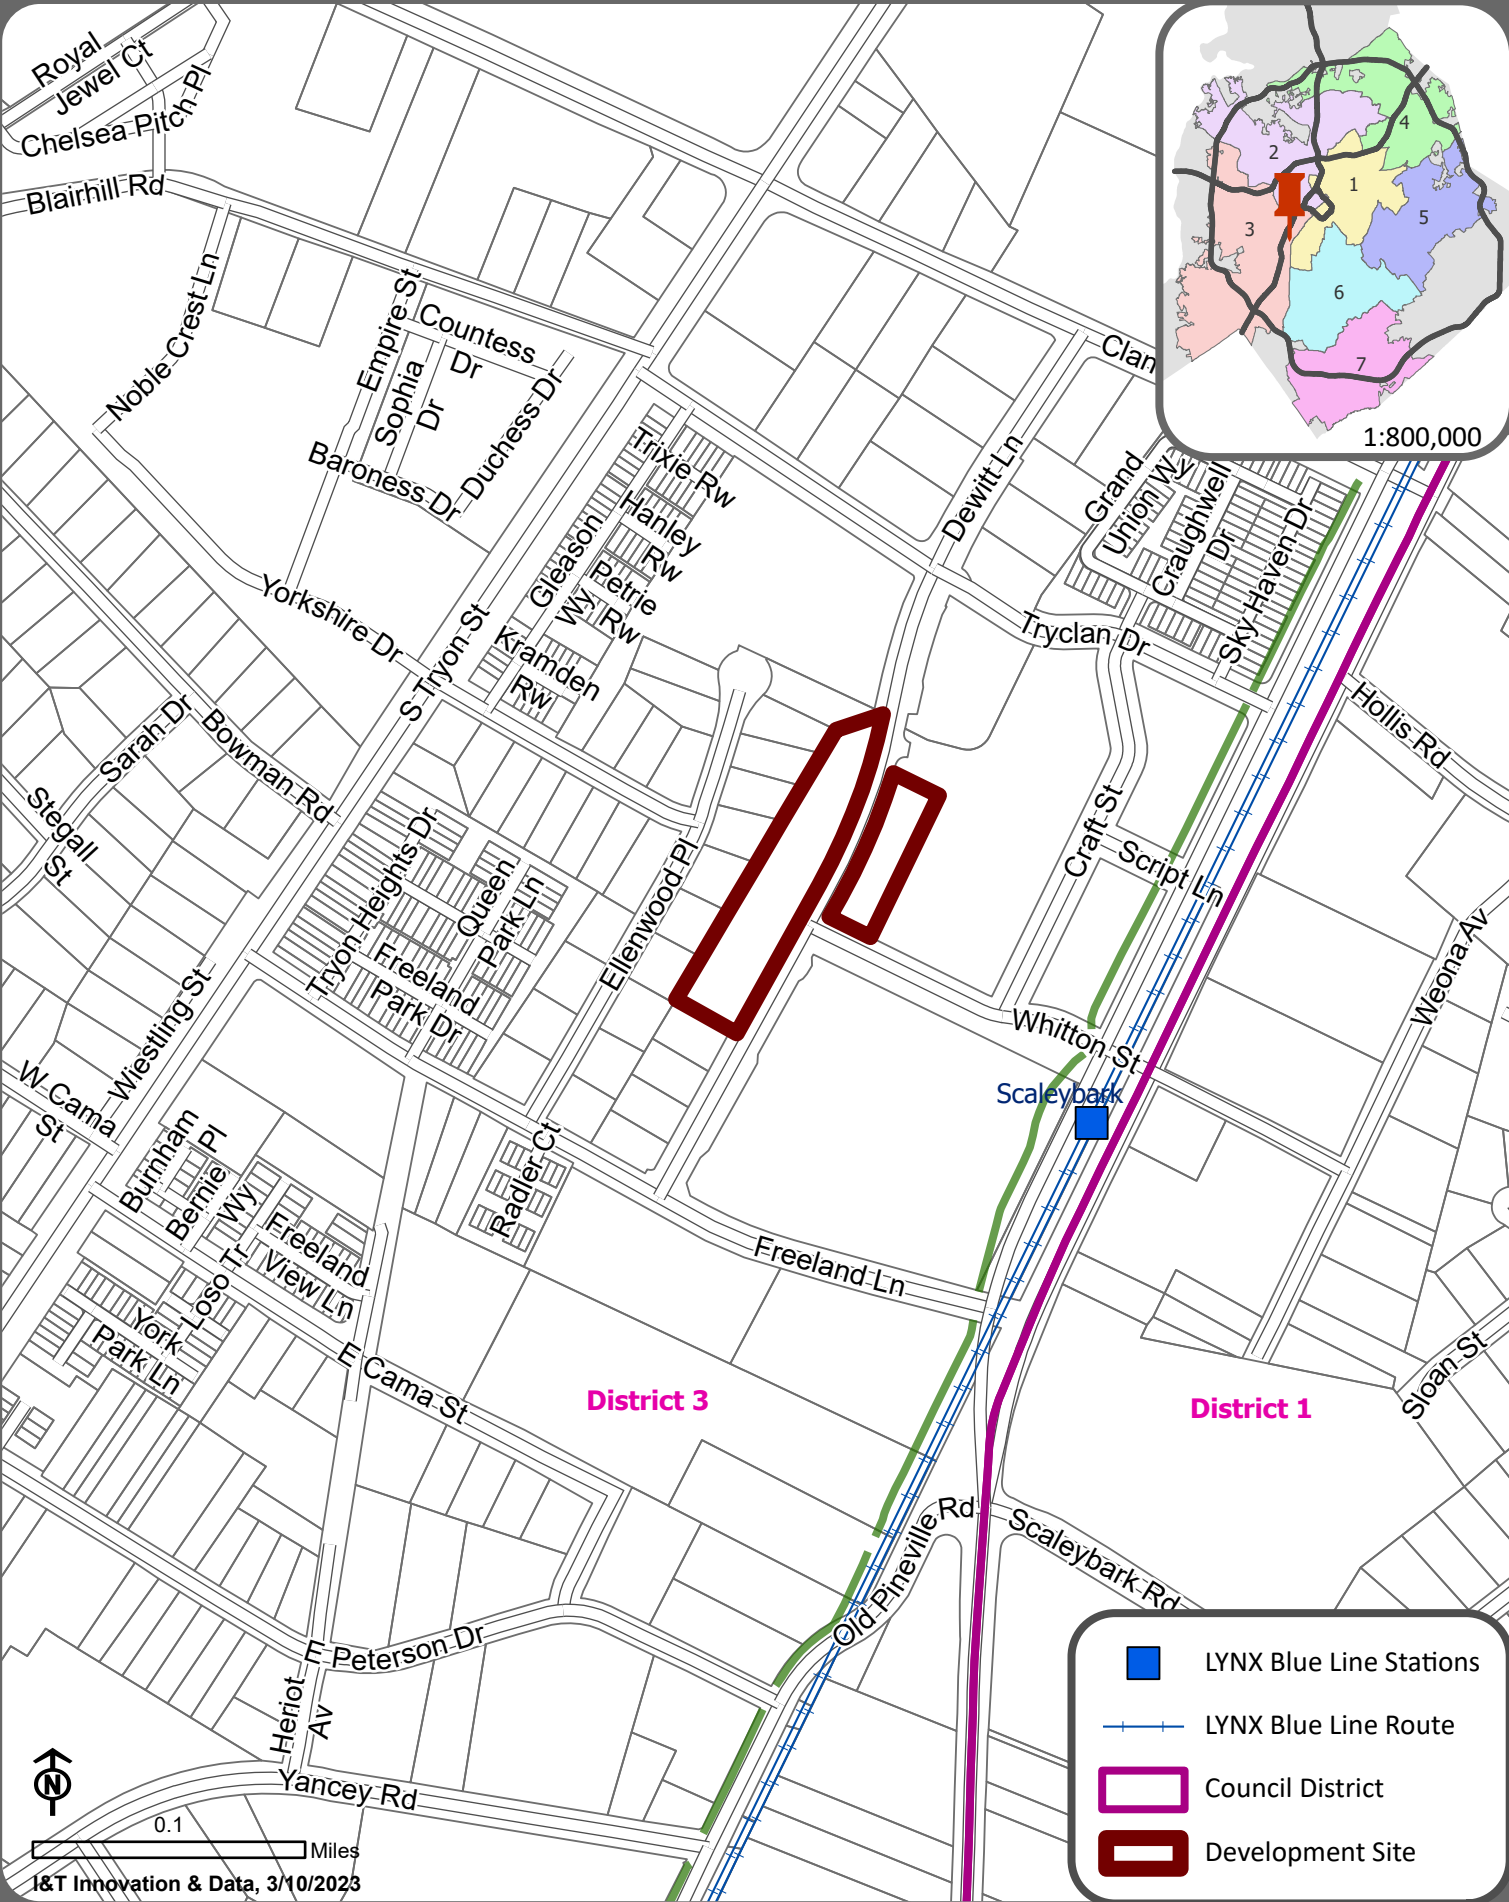 Royal
Jewel Ct
Chelsea Pitch Pl
Blairhill Rd
Noble Crest Ln
Empire St
Countess
Dr
Sophia
Dr
Duchess Dr
Baroness Dr
Yorkshire Dr
S Tryon St
Trixie Rw
Hanley
Rw
Gleason
Wy
Petrie
Rw
Kramden
Rw
Dewitt Ln
Clan
Grand
Union Wy
Craughwell
Dr
Sky Haven Dr
Tryclan Dr
Hollis Rd
Sarah Dr
Bowman Rd
Stegall
St
Tryon Heights Dr
Queen
Park Ln
Freeland
Park Dr
Ellenwood Pl
Craft St
Script Ln
Weona Av
Whitton St
Scaleybark
Wiestling St
W Cama
St
Burnham
Bernie Pl
Wy
Freeland
View Ln
Loso Tr
York
Park Ln
Radler Ct
Freeland Ln
E Cama St
District 3
District 1
Sloan St
Old Pineville Rd
Scaleybark Rd
E Peterson Dr
Heriot
Av
Yancey Rd
1
2
3
4
5
6
7
1:800,000
LYNX Blue Line Stations
LYNX Blue Line Route
Council District
Development Site
N
0.1
Miles
I&T Innovation & Data, 3/10/2023